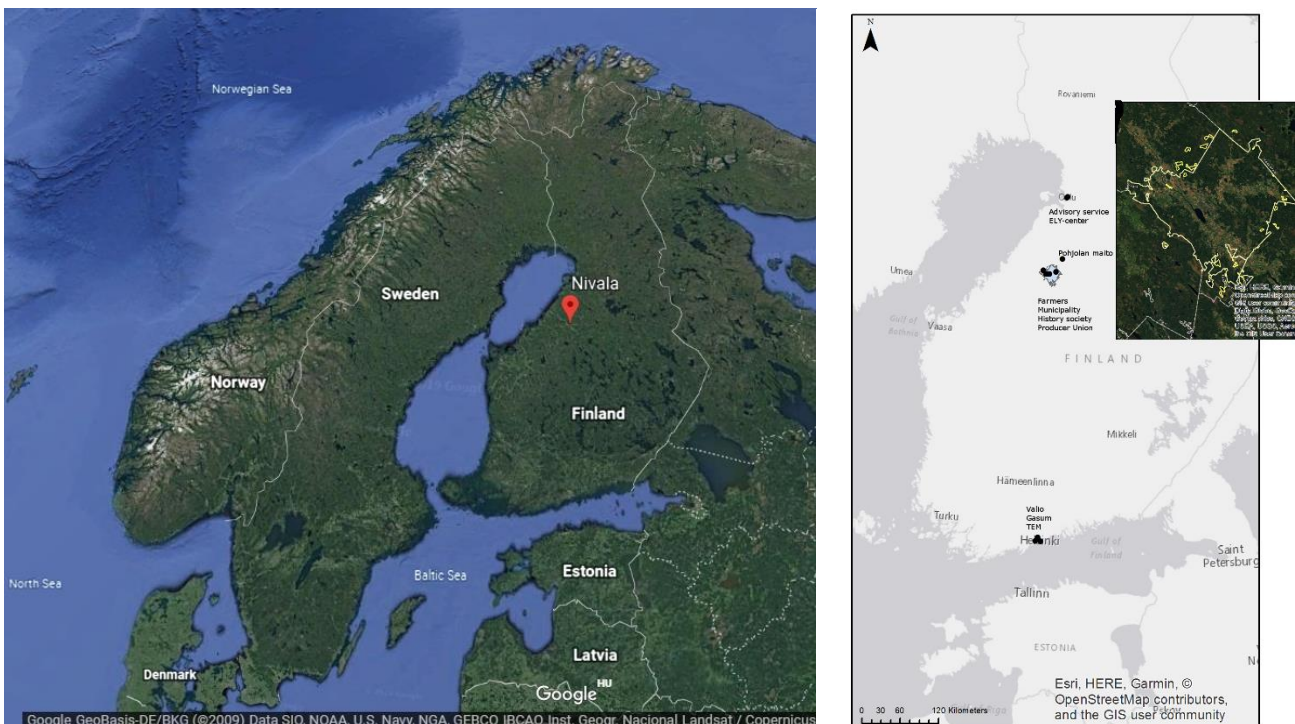 Norwegian Sea
Nivala
Sweden
Norway
Finland
North Sea
Baltic Sea
Estonia
Latvia
Denmark
Google
HU
Google GeoBasis-DE/BKG (©2009) Data SIO, NOAA, U.S. Navy, NGA, GEBCO IBCAO Inst. Geogr. Nacional Landsat / Copernicus
N
Rovaniemi
Oulu
Advisory service
ELY-center
Pohjolan maito
Umea
Farmers
Municipality
History society
Producer Union
Gulf of
Bothnia
Vaasa
FINLAND
Mikkeli
Hämeenlinna
Valio
Gasum
TEM
Turku
Helsinki
Gulf of
Finland
Saint
Petersburg
Tallinn
ESTONIA
Pskov
Esri, HERE, Garmin, ©
OpenStreetMap contributors,
and the GIS user community
0 30 60 120 Kilometers